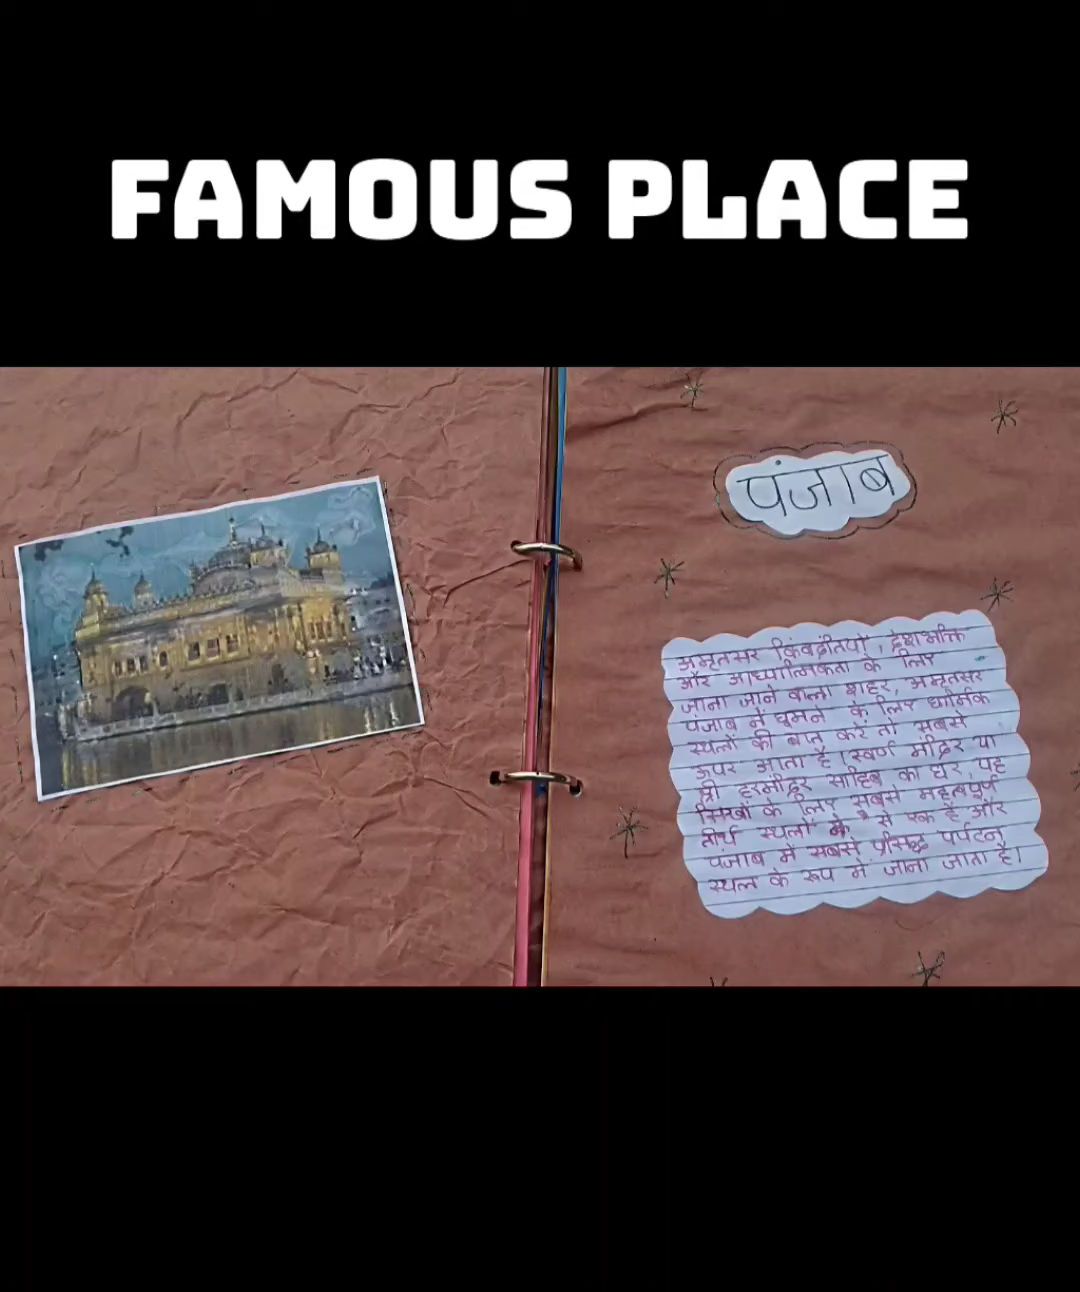 FAMOUS PLACE
पंजाब
अमृतसर किंवदंतियों, देशभक्ति
और आध्यात्मिकता के लिए
जाना जाने वाला शहर, अमृतसर
पंजाब में घूमने के लिए धार्मिक
स्थलों की बात करें तो सबसे
ऊपर आता है। स्वर्ण मंदिर या
श्री हरमंदिर साहिब का घर, यह
सिखों के लिए सबसे महत्वपूर्ण
तीर्थ स्थलों में से एक है और
पंजाब में सबसे प्रसिद्ध पर्यटन
स्थल के रूप में जाना जाता है।